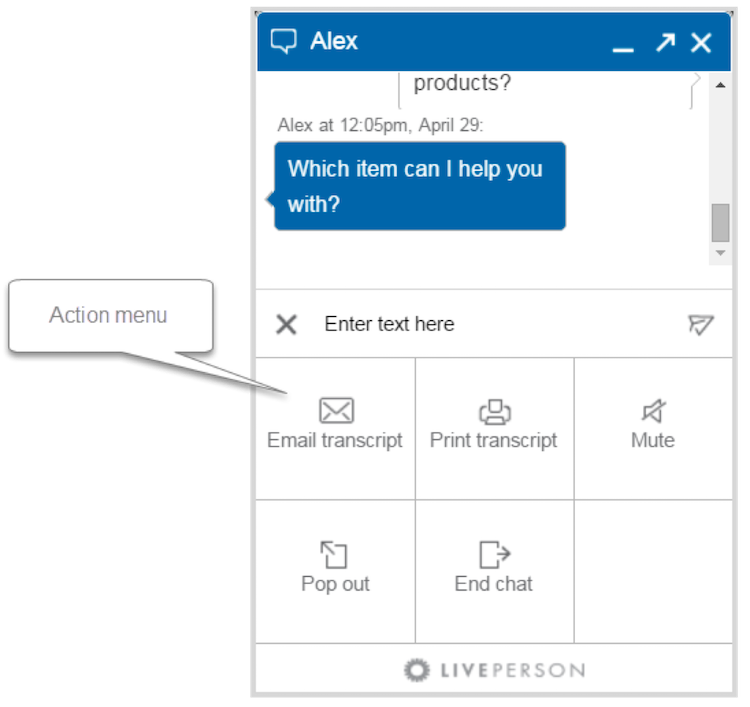 Alex
products?
Alex at 12:05pm, April 29:
Which item can I help you
with?
Action menu
Enter text here
Email transcript
Print transcript
Mute
Pop out
End chat
LIVEPERSON